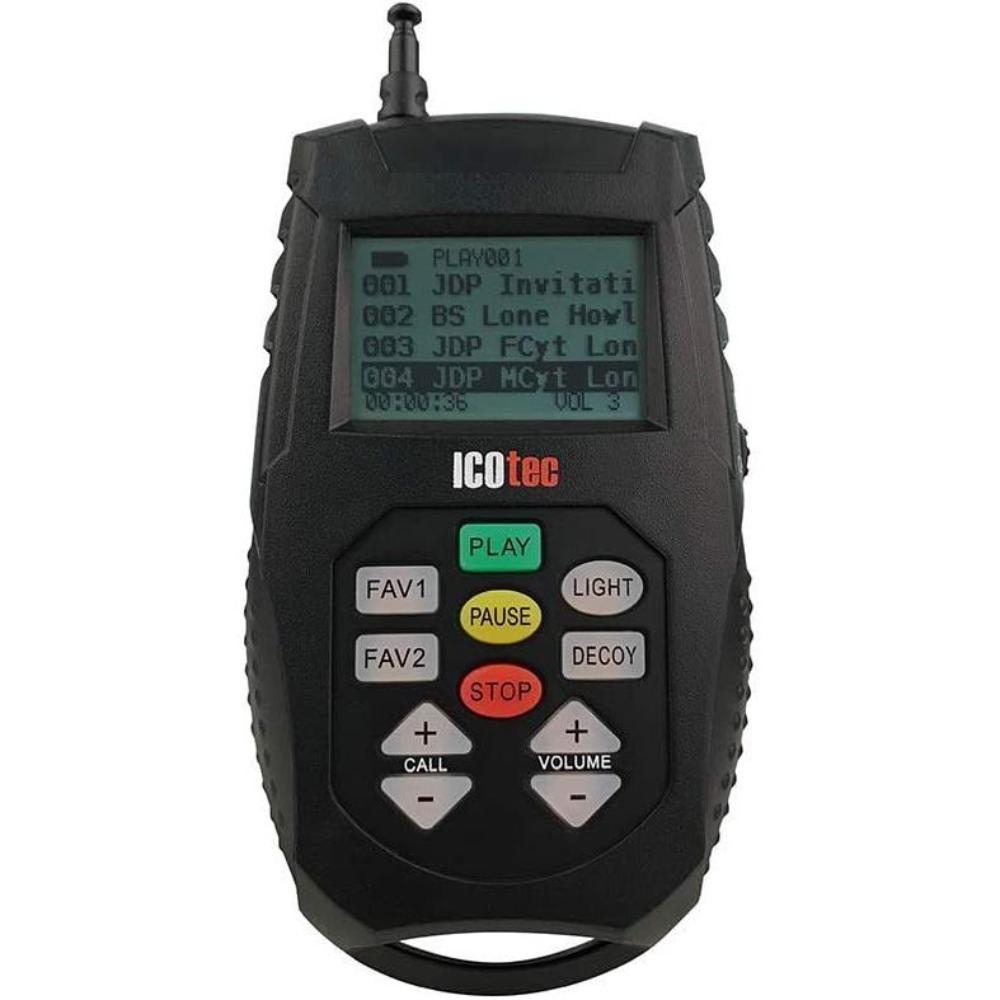 PLAY001
001 JDP Invitati
002 BS Lone Howl
003 JDP FCyt Lon
004 JDP MCyt Lon
00:00:36 VOL 3
ICOtec
PLAY
FAV1 LIGHT
PAUSE
FAV2 DECOY
STOP
+ +
CALL VOLUME
- -